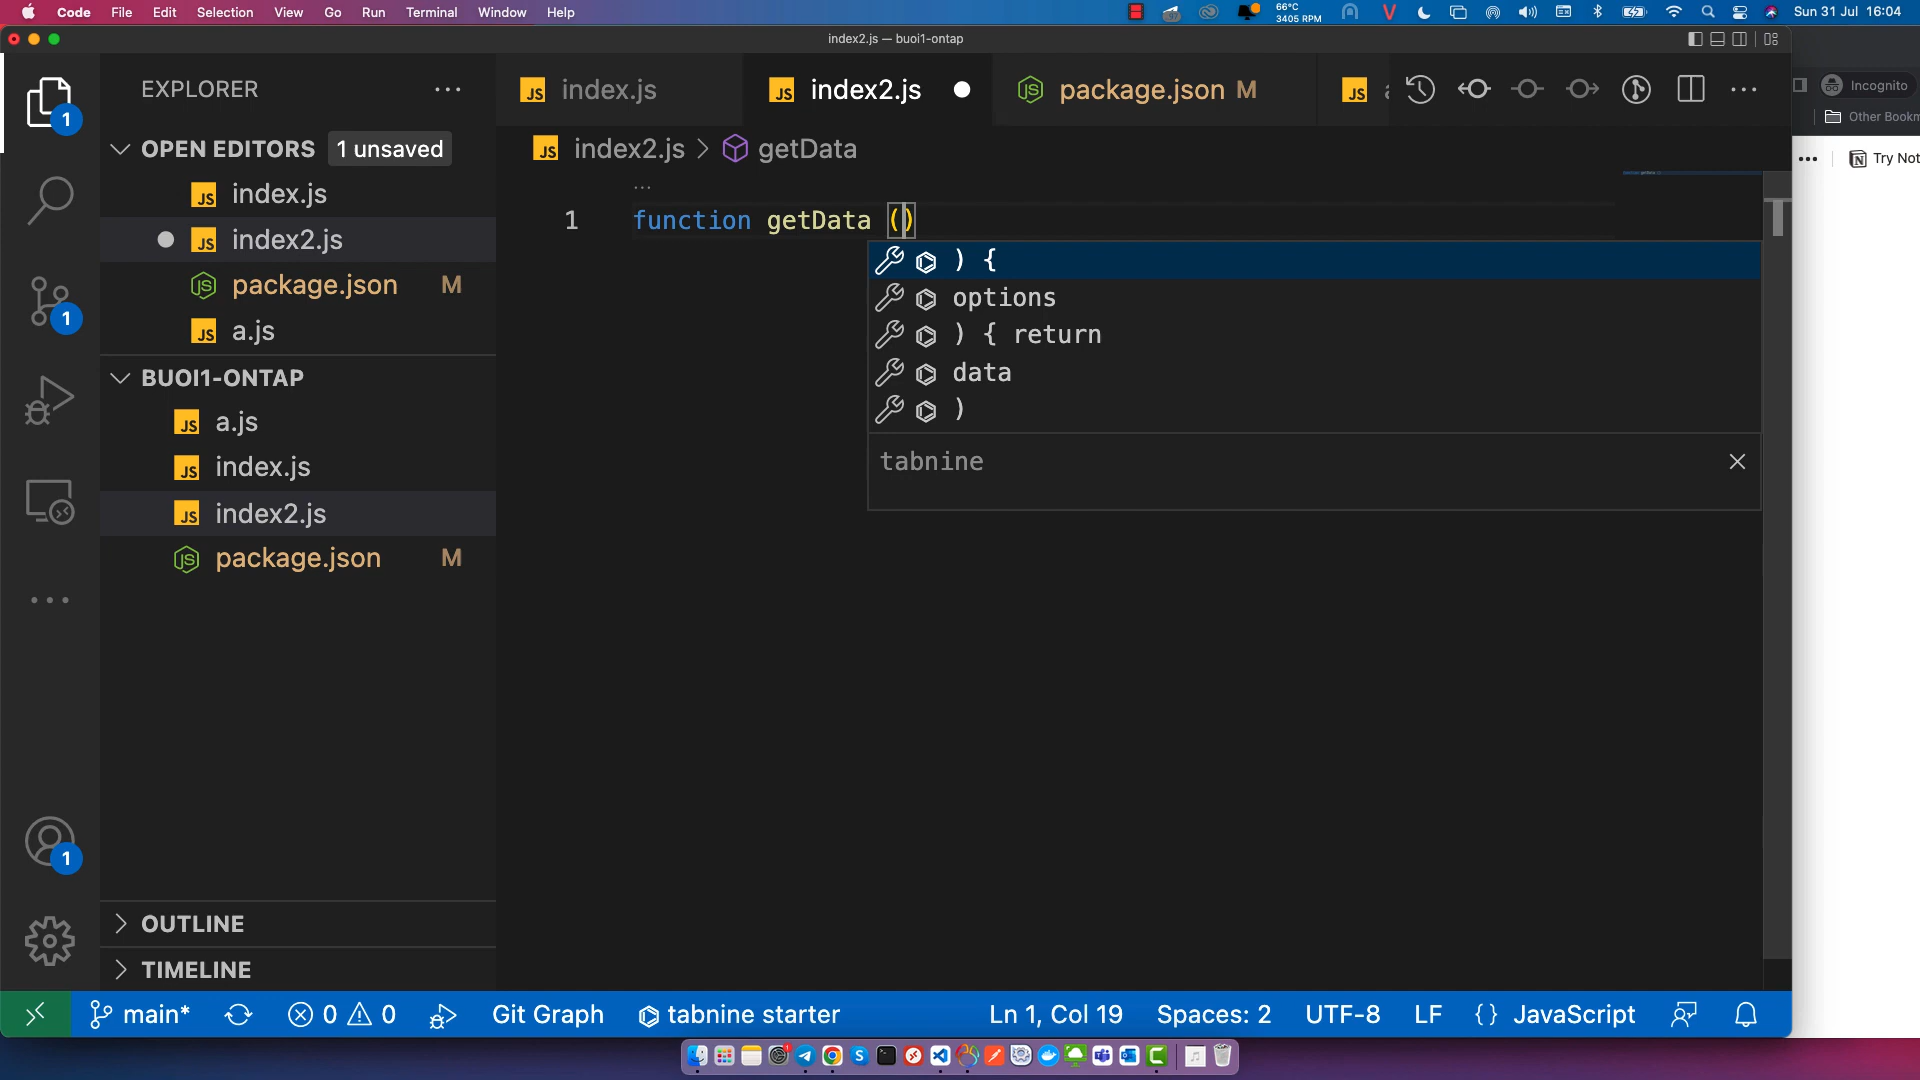 Code File Edit Selection View Go Run Terminal Window Help 66°C 3405 RPM Sun 31 Jul 16:04
index2.js — buoi1-ontap
EXPLORER
index.js index2.js package.json M
Incognito
Other Bookm
Try Not
OPEN EDITORS 1 unsaved
index2.js > getData
index.js
index2.js
package.json M
a.js
1 function getData ()
) {
options
) { return
data
)
tabnine
BUOI1-ONTAP
a.js
index.js
index2.js
package.json M
1
1
1
OUTLINE
TIMELINE
main* 0 0 Git Graph tabnine starter Ln 1, Col 19 Spaces: 2 UTF-8 LF {} JavaScript